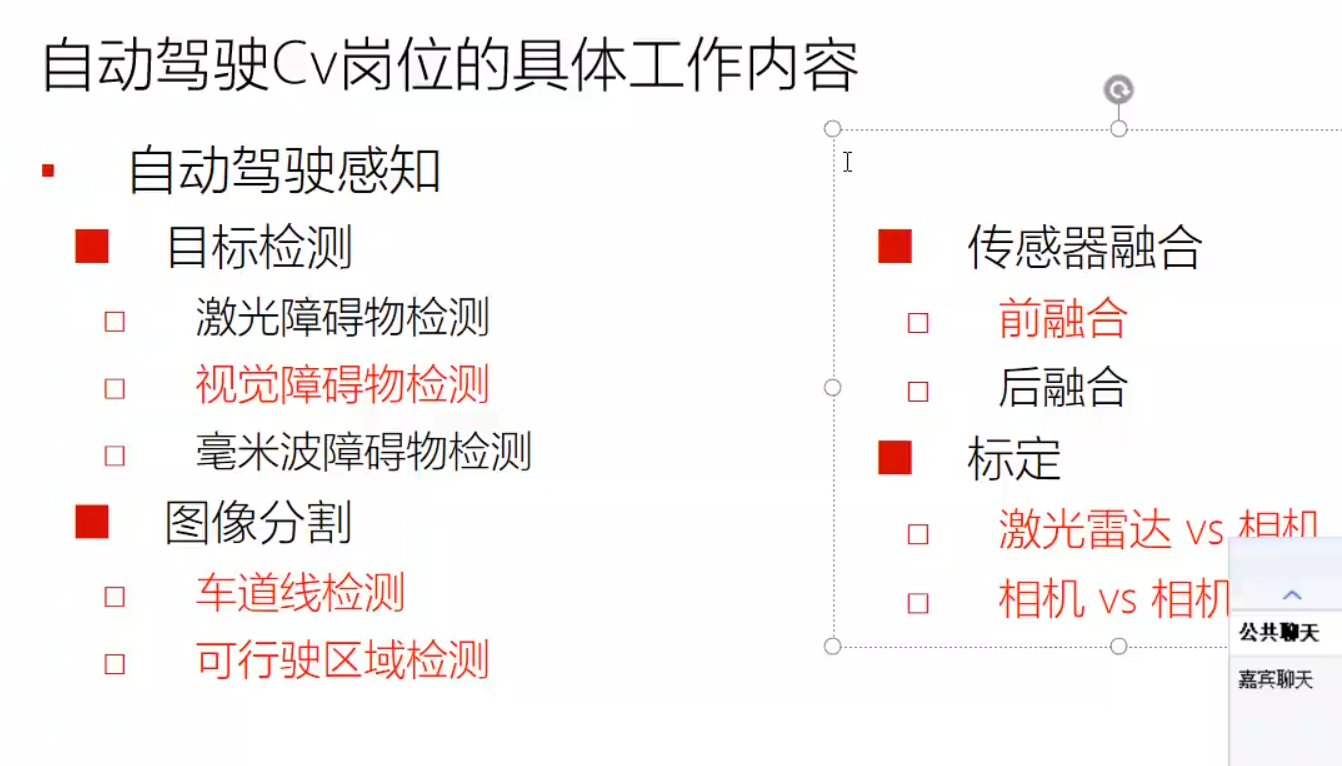 自动驾驶Cv岗位的具体工作内容
自动驾驶感知
目标检测
激光障碍物检测
视觉障碍物检测
毫米波障碍物检测
图像分割
车道线检测
可行驶区域检测
传感器融合
前融合
后融合
标定
激光雷达 vs 相机
相机 vs 相机
公共聊天
嘉宾聊天